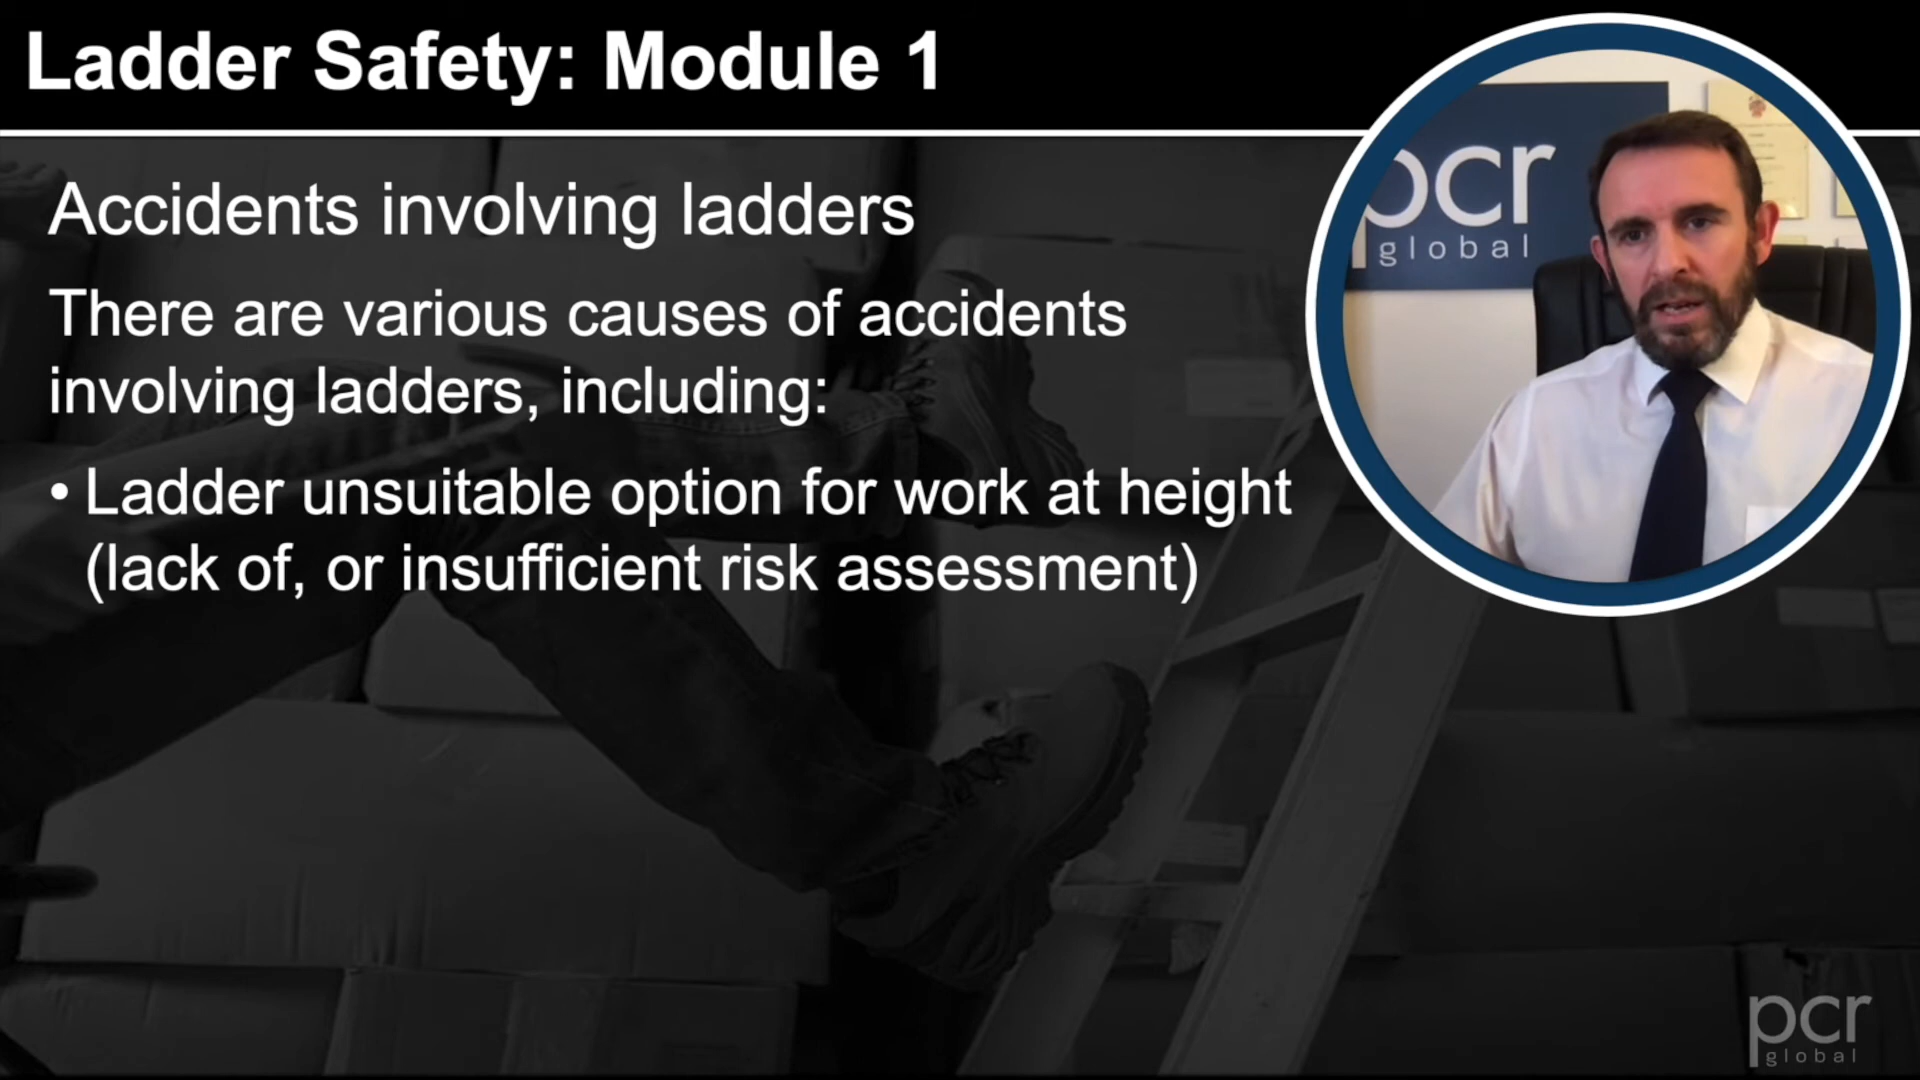 Ladder Safety: Module 1
pcr
global
Accidents involving ladders
There are various causes of accidents
involving ladders, including:
• Ladder unsuitable option for work at height
(lack of, or insufficient risk assessment)
pcr
global